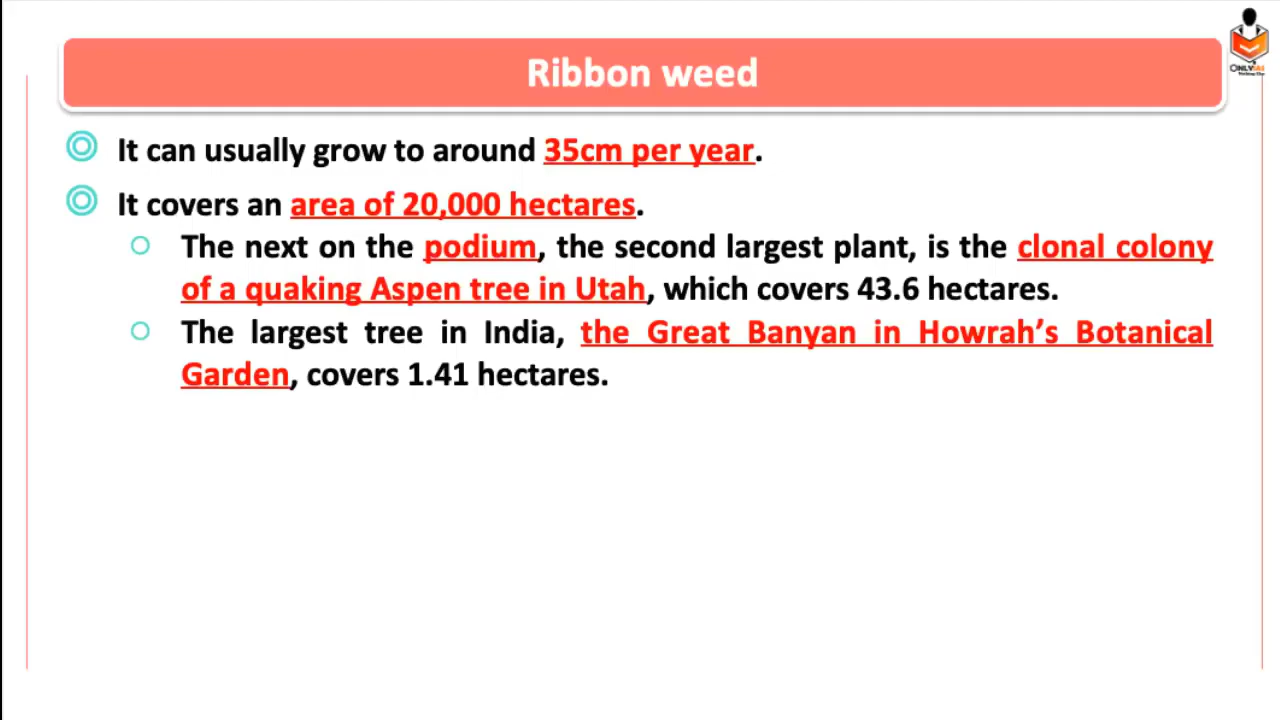 Ribbon weed
ONLYIAS
Nothing Else
It can usually grow to around 35cm per year.
It covers an area of 20,000 hectares.
The next on the podium, the second largest plant, is the clonal colony
of a quaking Aspen tree in Utah, which covers 43.6 hectares.
The largest tree in India, the Great Banyan in Howrah’s Botanical
Garden, covers 1.41 hectares.